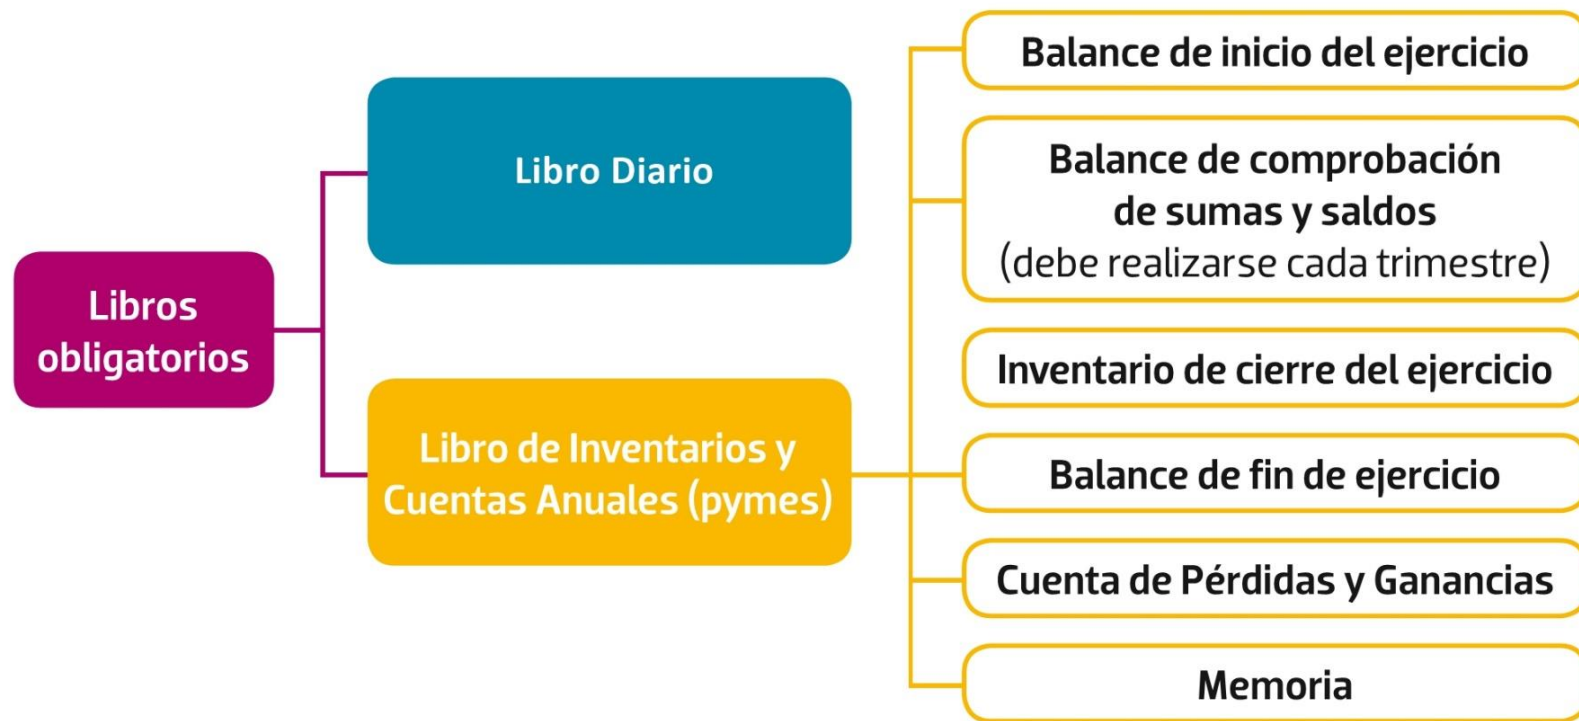 Libros
obligatorios
Libro Diario
Libro de Inventarios y
Cuentas Anuales (pymes)
Balance de inicio del ejercicio
Balance de comprobación
de sumas y saldos
(debe realizarse cada trimestre)
Inventario de cierre del ejercicio
Balance de fin de ejercicio
Cuenta de Pérdidas y Ganancias
Memoria